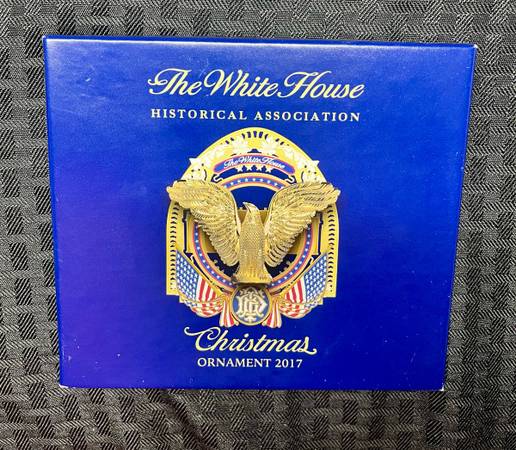 The White House
HISTORICAL ASSOCIATION
The White House
Christmas
ORNAMENT 2017